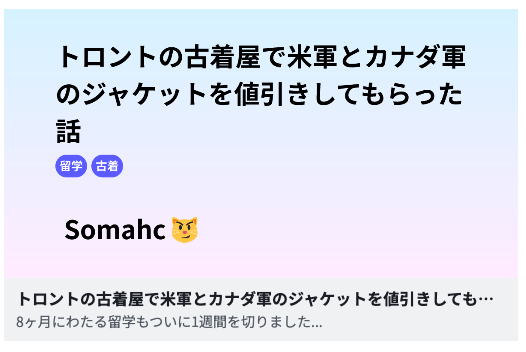 トロントの古着屋で米軍とカナダ軍
のジャケットを値引きしてもらった
話
留学 古着
Somahc😼
トロントの古着屋で米軍とカナダ軍のジャケットを値引きしても…
8ヶ月にわたる留学もついに1週間を切りました...